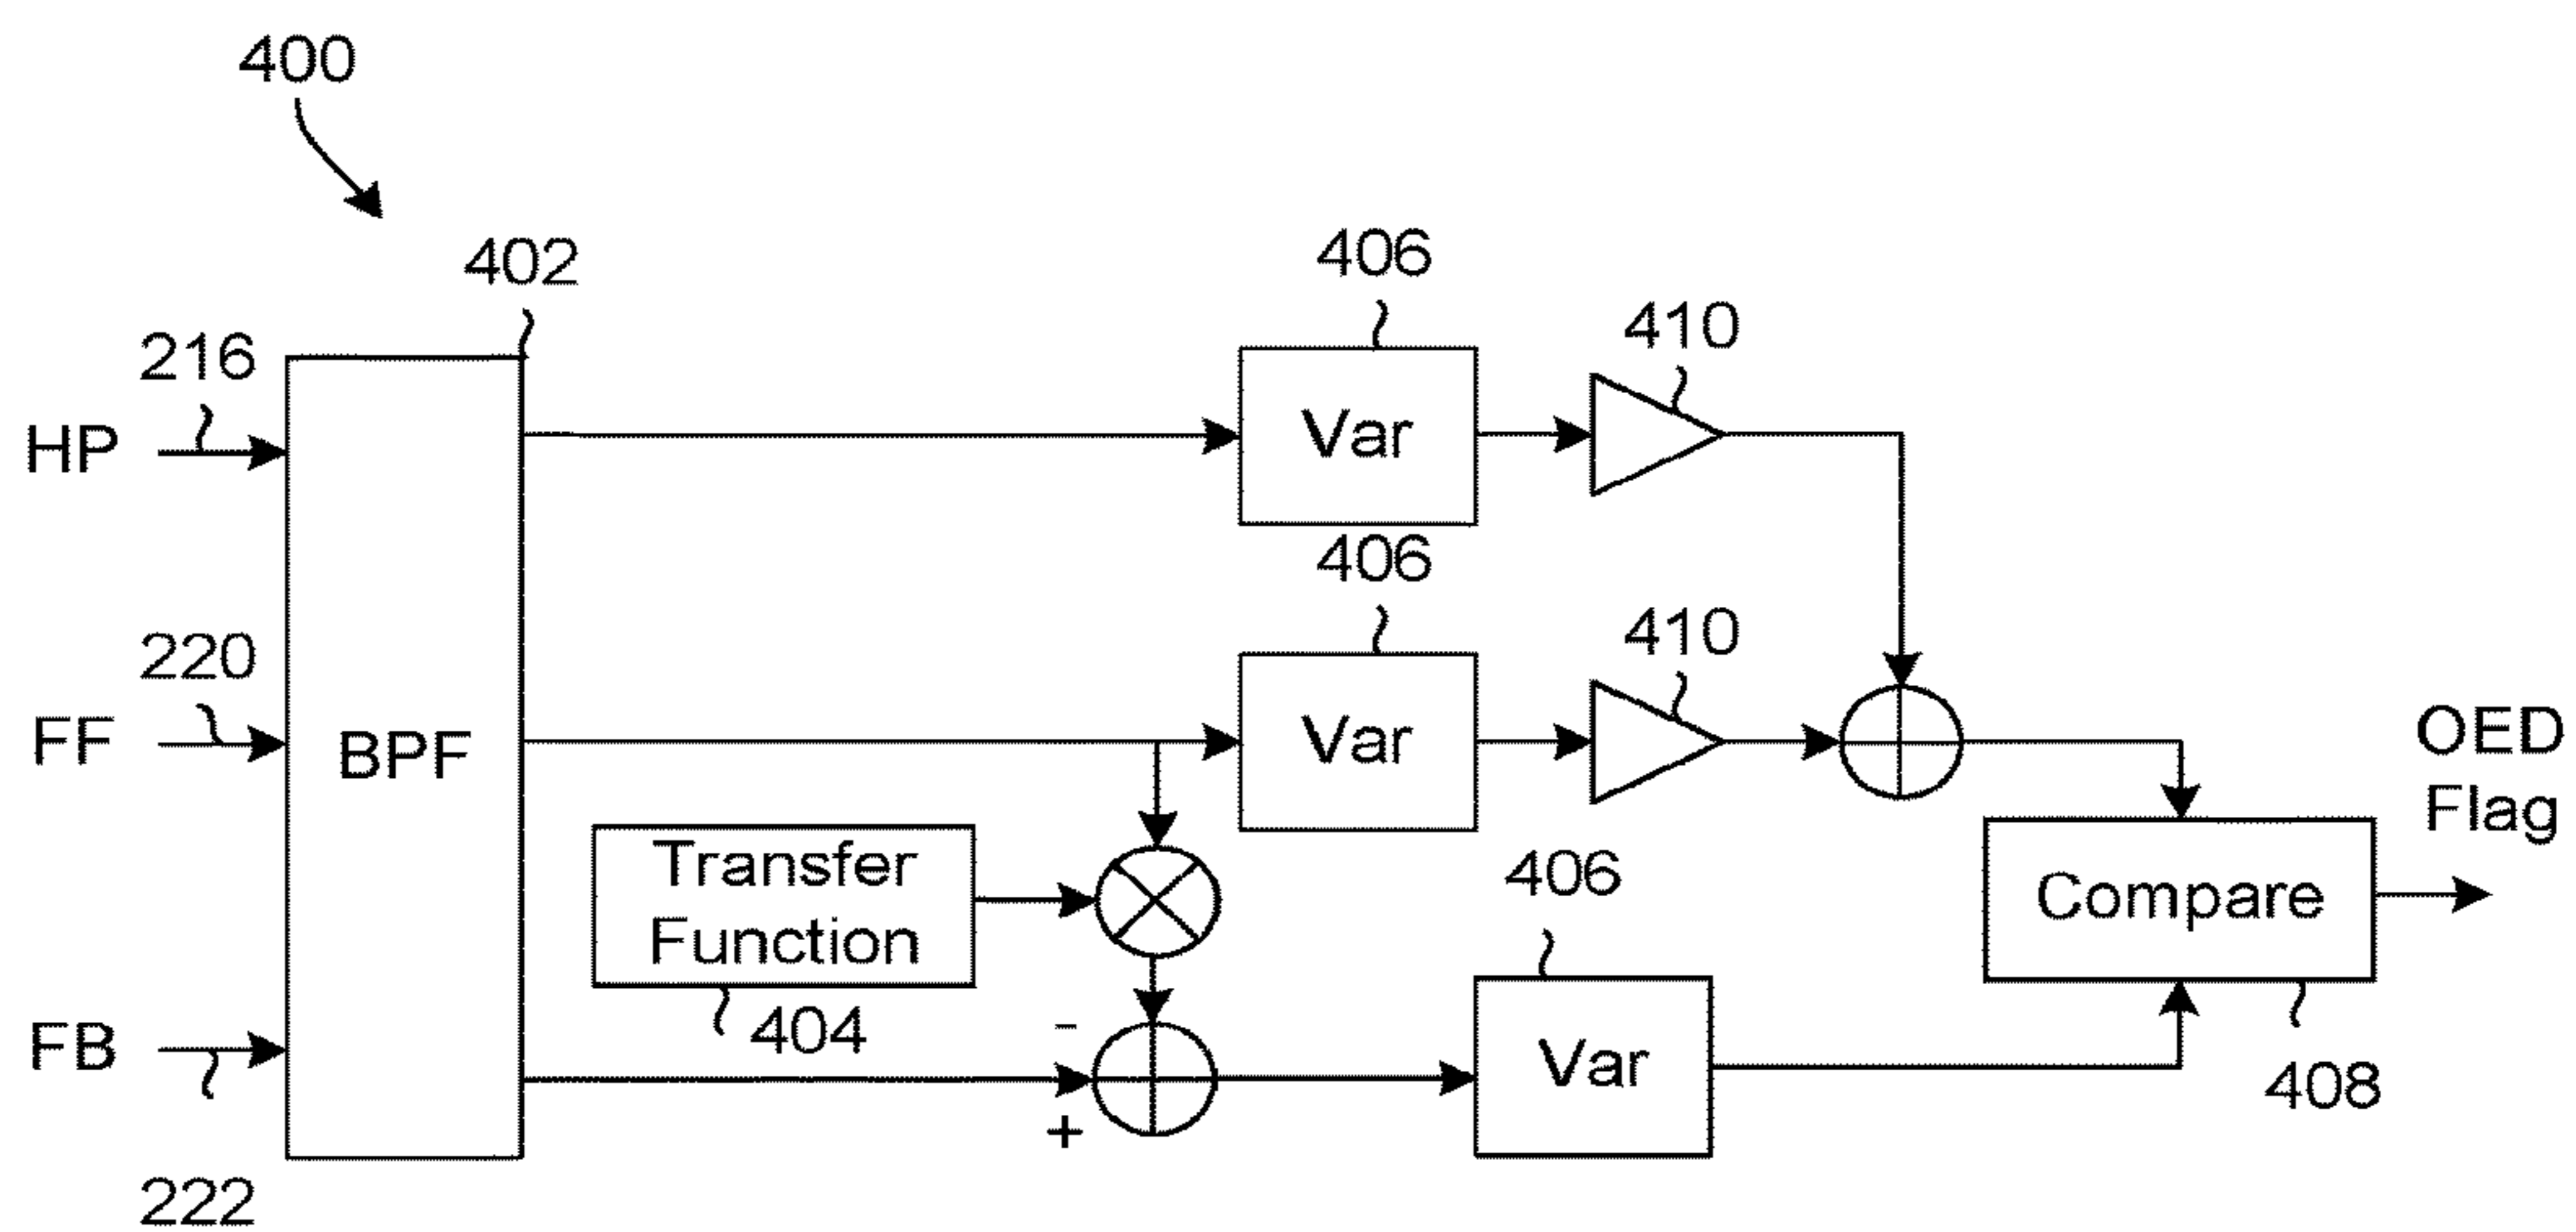 400
402
406
410
216
HP
Var
406
410
220
FF
BPF
Var
OED
Flag
Transfer
Function
406
Compare
404
FB
-
+
Var
408
222